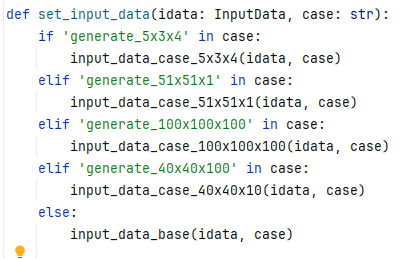 def set_input_data(idata: InputData, case: str):
    if 'generate_5x3x4' in case:
        input_data_case_5x3x4(idata, case)
    elif 'generate_51x51x1' in case:
        input_data_case_51x51x1(idata, case)
    elif 'generate_100x100x100' in case:
        input_data_case_100x100x100(idata, case)
    elif 'generate_40x40x100' in case:
        input_data_case_40x40x10(idata, case)
    else:
        input_data_base(idata, case)